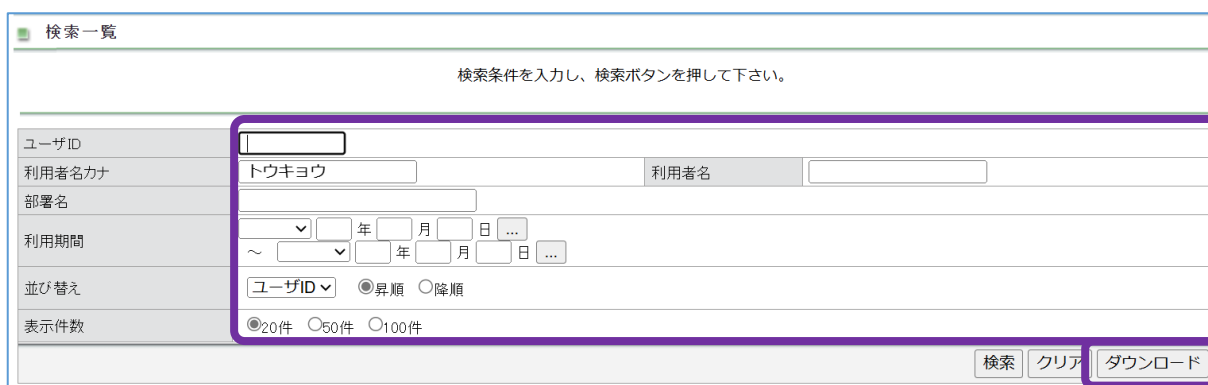 検索一覧
検索条件を入力し、検索ボタンを押して下さい。
ユーザID
利用者名カナ トウキョウ 利用者名
部署名
利用期間 年 月 日 ...
～ 年 月 日 ...
並び替え ユーザID 昇順 降順
表示件数 20件 50件 100件
検索 クリア ダウンロード